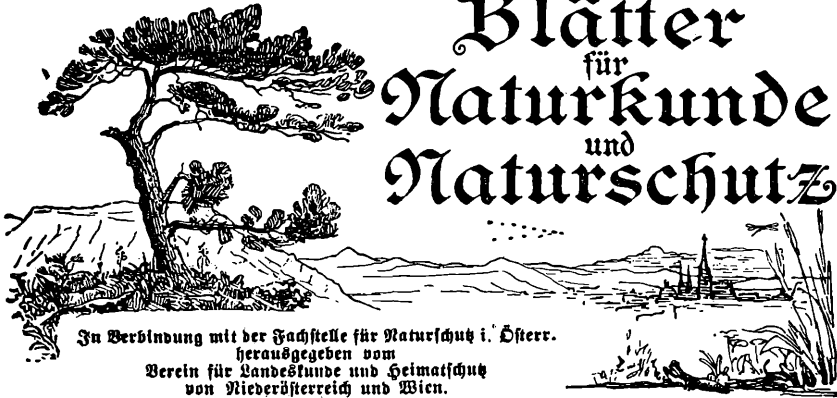 Blätter
für
Naturkunde
und
Naturschutz
In Verbindung mit der Fachstelle für Naturschutz i. Österr.
herausgegeben vom
Verein für Landeskunde und Heimatschutz
von Niederösterreich und Wien.